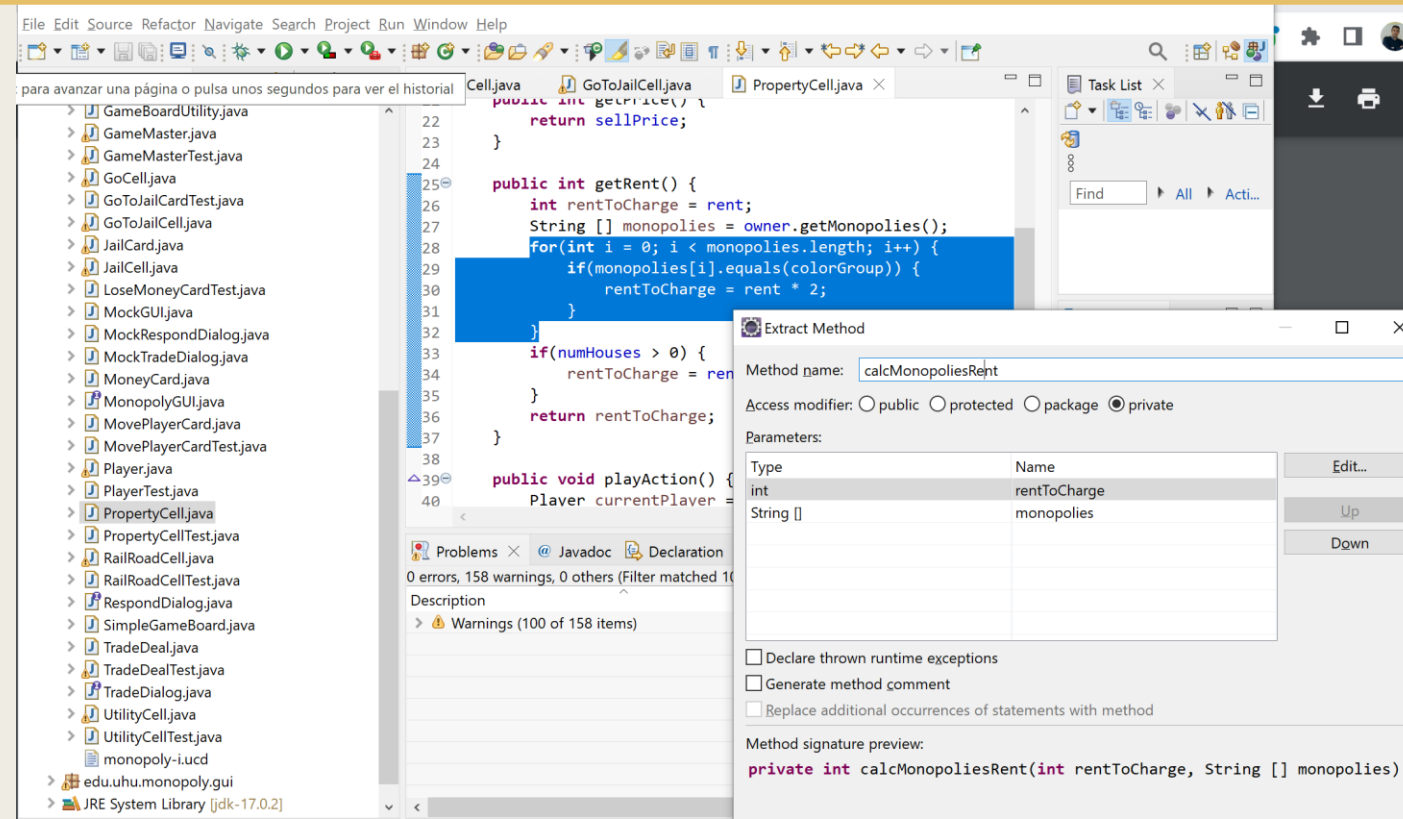 File Edit Source Refactor Navigate Search Project Run Window Help
para avanzar una página o pulsa unos segundos para ver el historial
Cell.java
GoToJailCell.java
PropertyCell.java
Task List
GameBoardUtility.java
GameMaster.java
GameMasterTest.java
GoCell.java
GoToJailCardTest.java
GoToJailCell.java
JailCard.java
JailCell.java
LoseMoneyCardTest.java
MockGUI.java
MockRespondDialog.java
MockTradeDialog.java
MoneyCard.java
MonopolyGUI.java
MovePlayerCard.java
MovePlayerCardTest.java
Player.java
PlayerTest.java
PropertyCell.java
PropertyCellTest.java
RailRoadCell.java
RailRoadCellTest.java
RespondDialog.java
SimpleGameBoard.java
TradeDeal.java
TradeDealTest.java
TradeDialog.java
UtilityCell.java
UtilityCellTest.java
monopoly-i.ucd
edu.uhu.monopoly.gui
JRE System Library [jdk-17.0.2]
public int getPrice() {
22 return sellPrice;
23 }
24
25 public int getRent() {
26 int rentToCharge = rent;
27 String [] monopolies = owner.getMonopolies();
28 for(int i = 0; i < monopolies.length; i++) {
29 if(monopolies[i].equals(colorGroup)) {
30 rentToCharge = rent * 2;
31 }
32 }
33 if(numHouses > 0) {
34 rentToCharge = ren
35 }
36 return rentToCharge;
37 }
38
39 public void playAction() {
40 Player currentPlayer =
Find All Acti...
Problems @ Javadoc Declaration
0 errors, 158 warnings, 0 others (Filter matched 10
Description
Warnings (100 of 158 items)
Extract Method
Method name: calcMonopoliesRent
Access modifier: public protected package private
Parameters:
Type Name
int rentToCharge
String [] monopolies
Edit...
Up
Down
Declare thrown runtime exceptions
Generate method comment
Replace additional occurrences of statements with method
Method signature preview:
private int calcMonopoliesRent(int rentToCharge, String [] monopolies)